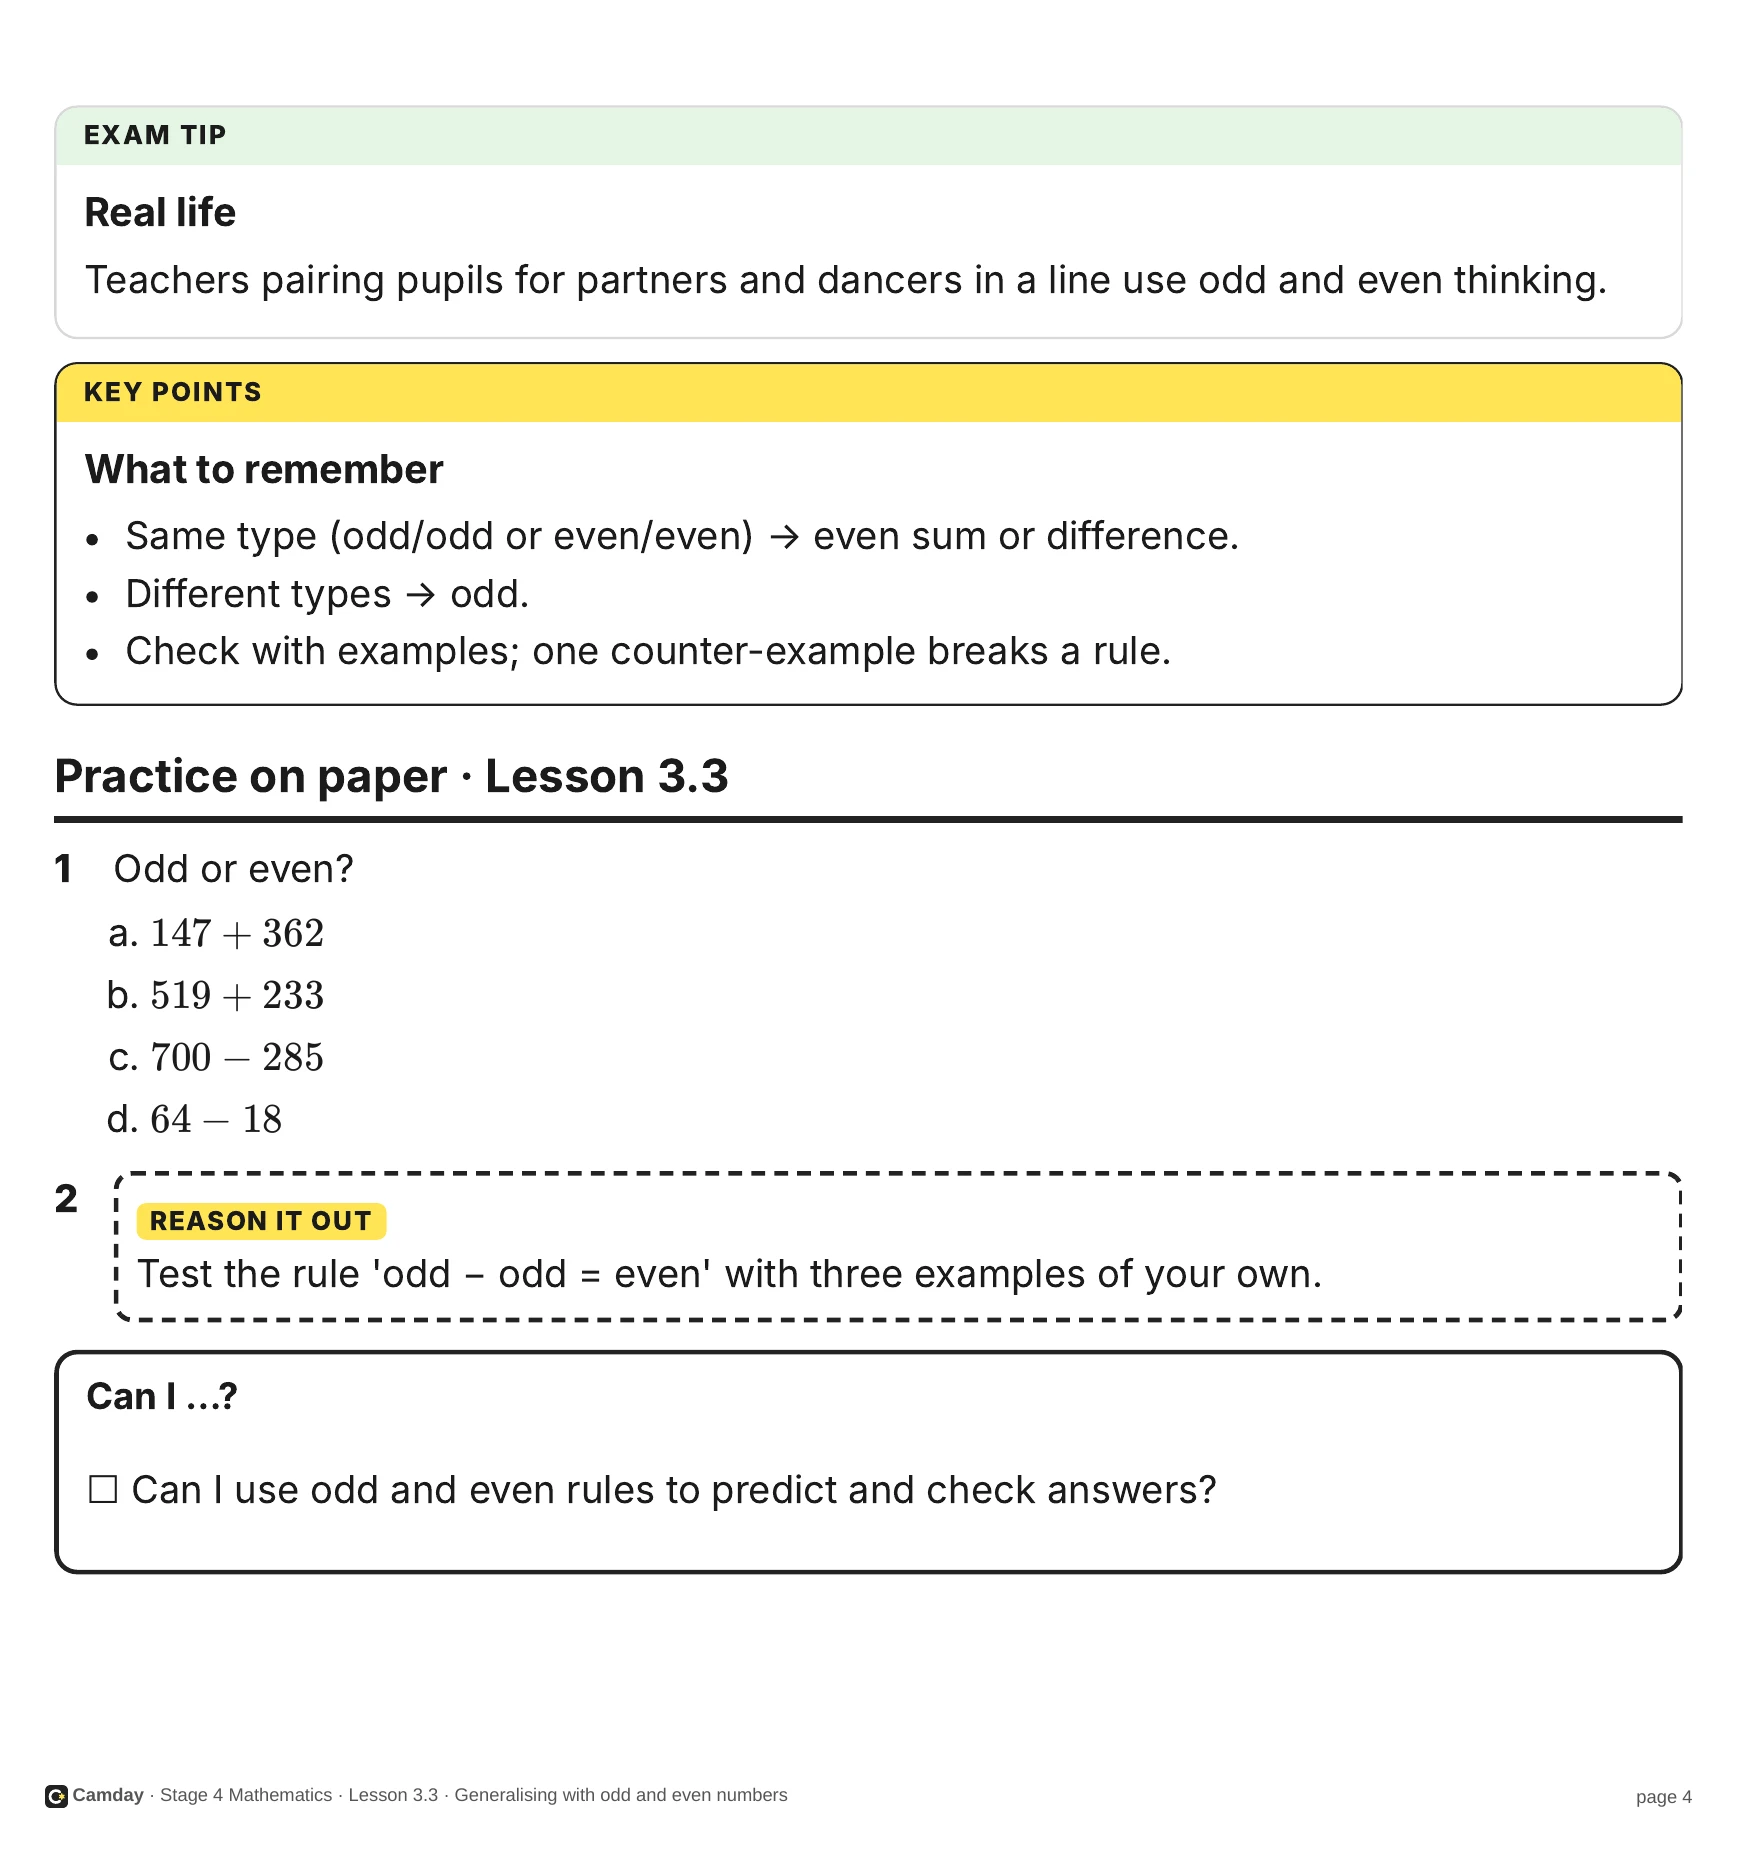 EXAM TIP
Real life
Teachers pairing pupils for partners and dancers in a line use odd and even thinking.
KEY POINTS
What to remember
• Same type (odd/odd or even/even) → even sum or difference.
• Different types → odd.
• Check with examples; one counter-example breaks a rule.
Practice on paper · Lesson 3.3
1 Odd or even?
a. 147 + 362
b. 519 + 233
c. 700 − 285
d. 64 − 18
2 REASON IT OUT
Test the rule 'odd − odd = even' with three examples of your own.
Can I …?
☐ Can I use odd and even rules to predict and check answers?
Camday · Stage 4 Mathematics · Lesson 3.3 · Generalising with odd and even numbers page 4